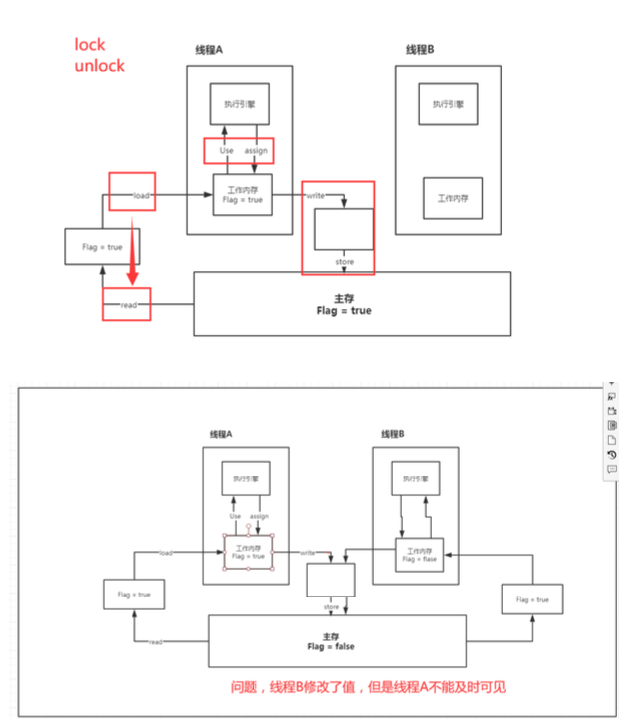 lock
unlock
线程A
线程B
执行引擎
执行引擎
Use
assign
load
工作内存
Flag = true
write
工作内存
Flag = true
store
read
主存
Flag = true
线程A
线程B
执行引擎
执行引擎
Use
assign
load
工作内存
Flag = true
write
工作内存
Flag = flase
Flag = true
store
Flag = true
read
主存
Flag = false
问题，线程B修改了值，但是线程A不能及时可见